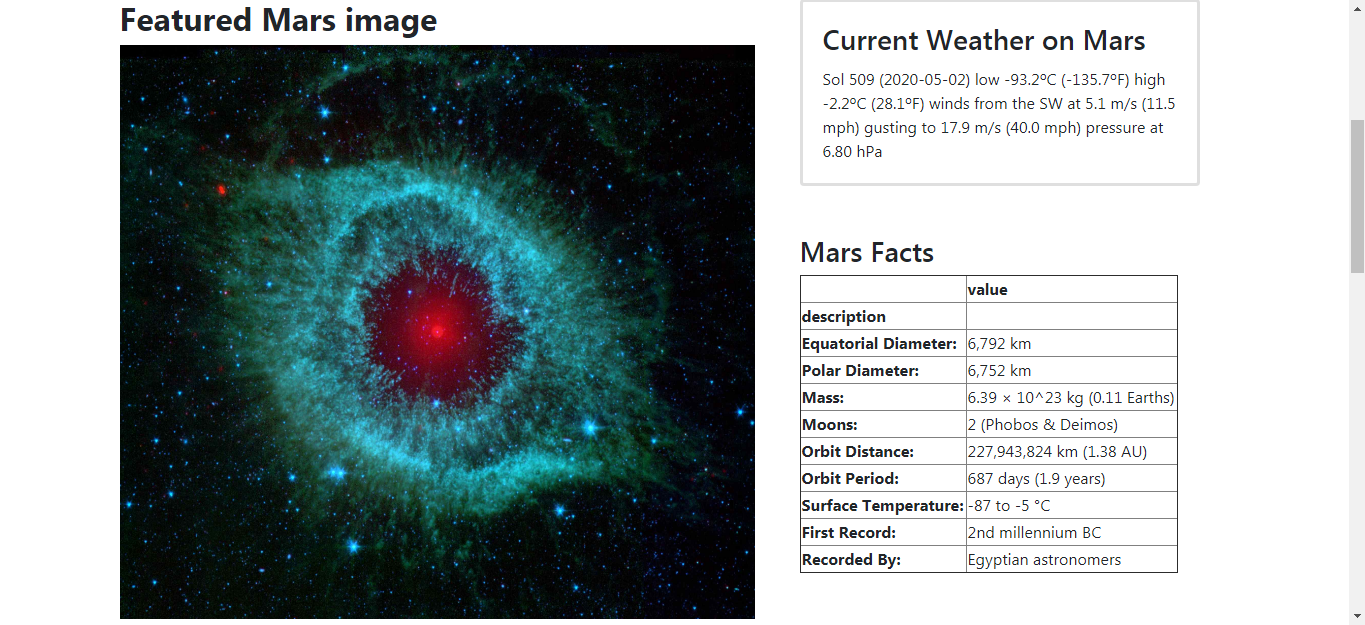 Featured Mars image
Current Weather on Mars
Sol 509 (2020-05-02) low -93.2ºC (-135.7ºF) high
-2.2ºC (28.1ºF) winds from the SW at 5.1 m/s (11.5
mph) gusting to 17.9 m/s (40.0 mph) pressure at
6.80 hPa
Mars Facts
value
description
Equatorial Diameter: 6,792 km
Polar Diameter: 6,752 km
Mass: 6.39 × 10^23 kg (0.11 Earths)
Moons: 2 (Phobos & Deimos)
Orbit Distance: 227,943,824 km (1.38 AU)
Orbit Period: 687 days (1.9 years)
Surface Temperature: -87 to -5 °C
First Record: 2nd millennium BC
Recorded By: Egyptian astronomers